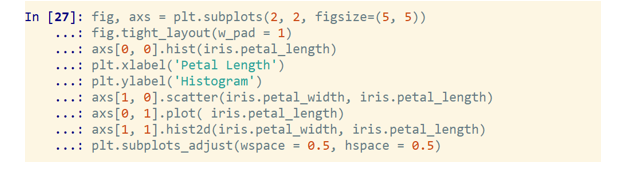 In [27]: fig, axs = plt.subplots(2, 2, figsize=(5, 5))
...: fig.tight_layout(w_pad = 1)
...: axs[0, 0].hist(iris.petal_length)
...: plt.xlabel('Petal Length')
...: plt.ylabel('Histogram')
...: axs[1, 0].scatter(iris.petal_width, iris.petal_length)
...: axs[0, 1].plot( iris.petal_length)
...: axs[1, 1].hist2d(iris.petal_width, iris.petal_length)
...: plt.subplots_adjust(wspace = 0.5, hspace = 0.5)